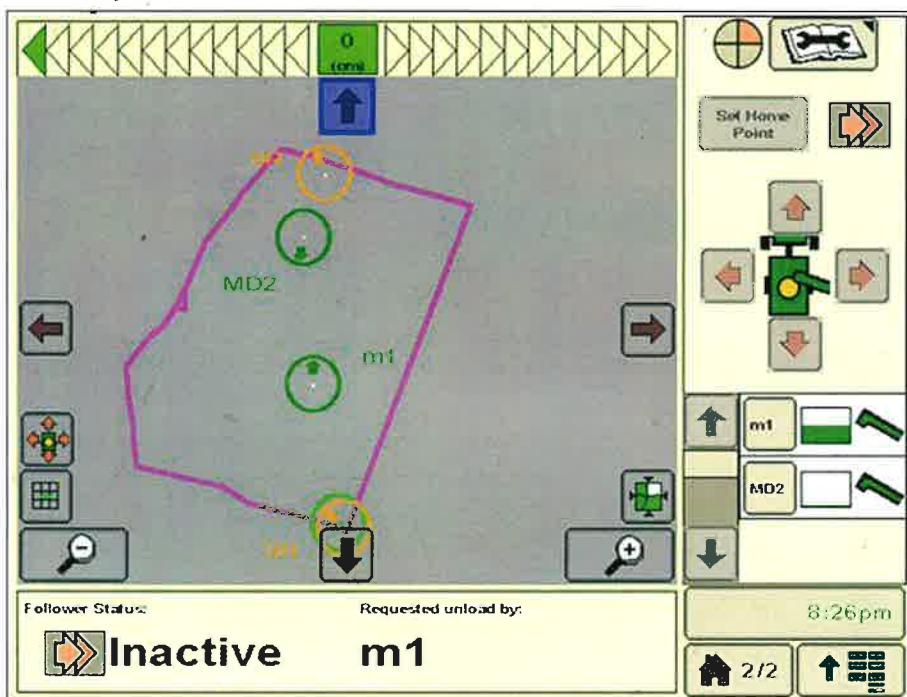 0
(cm)
Set Home
Point
MD2
m1
m1
MD2
Follower Status:
Requested unload by:
Inactive
m1
8:26pm
2/2